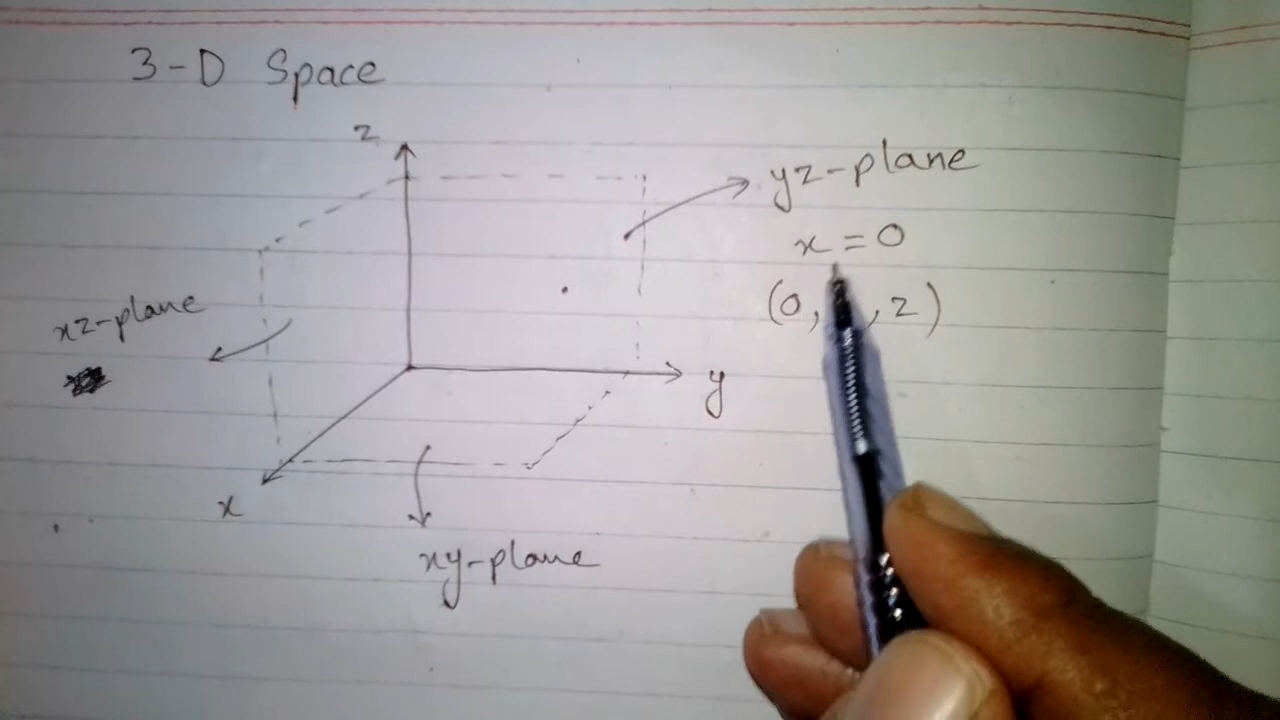 3-D Space
z
yz-plane
x = 0
(0, , z)
xz-plane
y
x
xy-plane